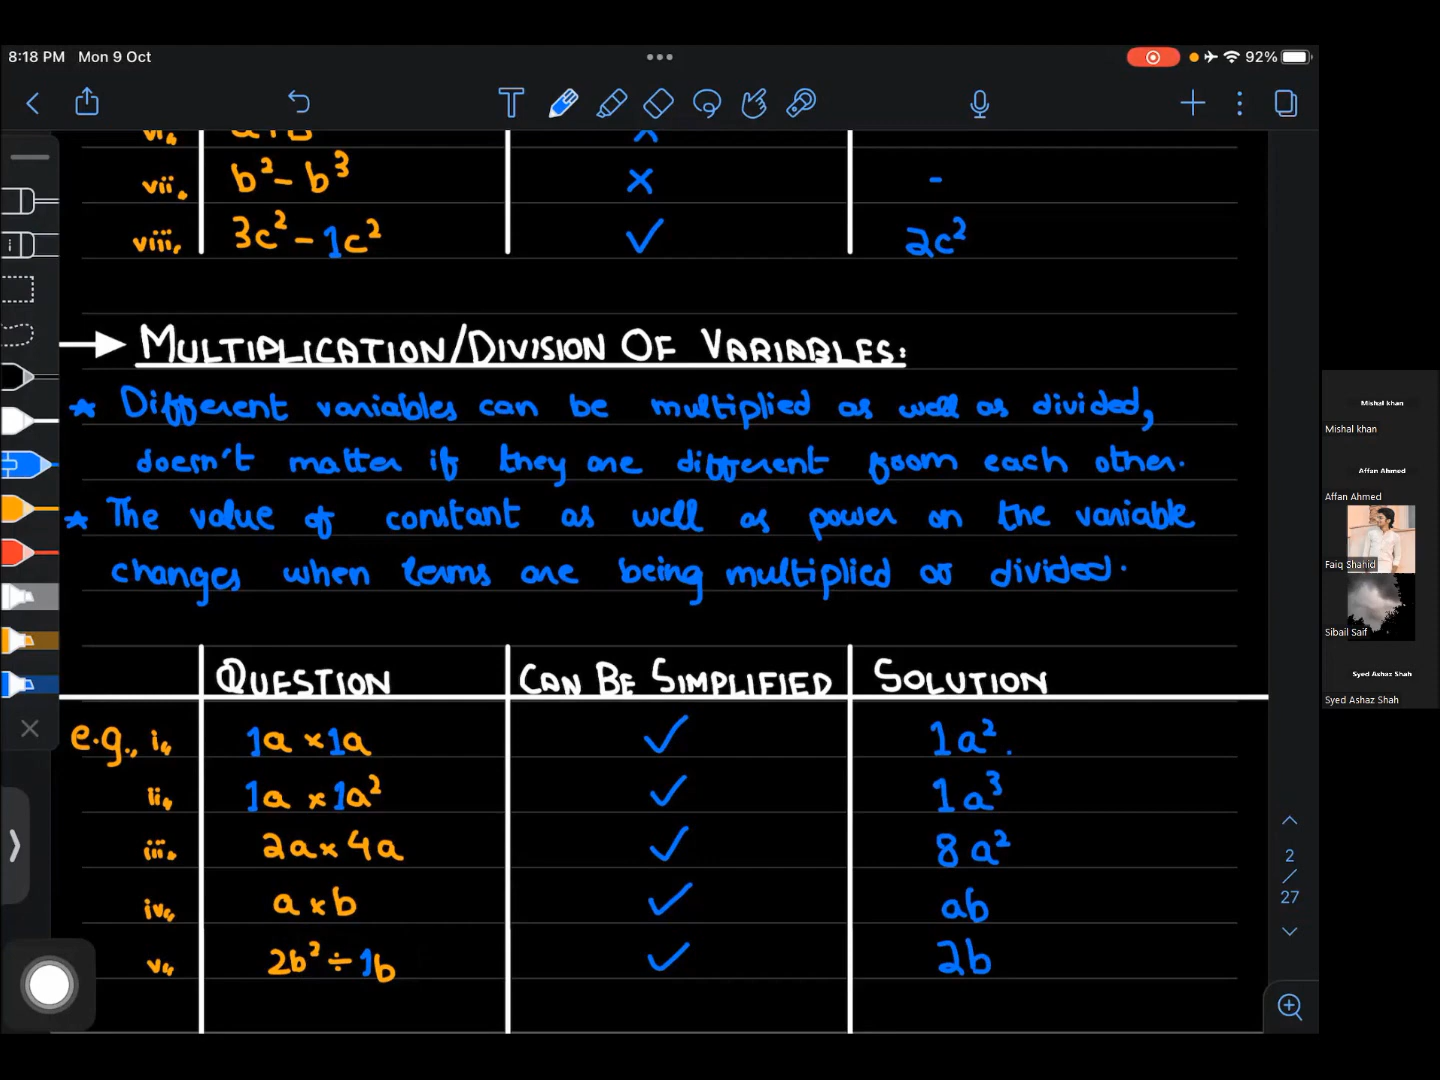 8:18 PM Mon 9 Oct
92%
vii. b² - b³ × -
viii. 3c² - 1c² ✓ 2c²
MULTIPLICATION/DIVISION OF VARIABLES:
★ Different variables can be multiplied as well as divided,
doesn't matter if they are different from each other.
★ The value of constant as well as power on the variable
changes when terms are being multiplied or divided.
QUESTION CAN BE SIMPLIFIED SOLUTION
e.g., i. 1a × 1a ✓ 1a².
ii. 1a × 1a² ✓ 1a³
iii. 2a × 4a ✓ 8a²
iv. a × b ✓ ab
v. 2b² ÷ 1b ✓ 2b
2
/
27
Mishal khan
Mishal khan
Affan Ahmed
Affan Ahmed
Faiq Shahid
Sibail Saif
Syed Ashaz Shah
Syed Ashaz Shah